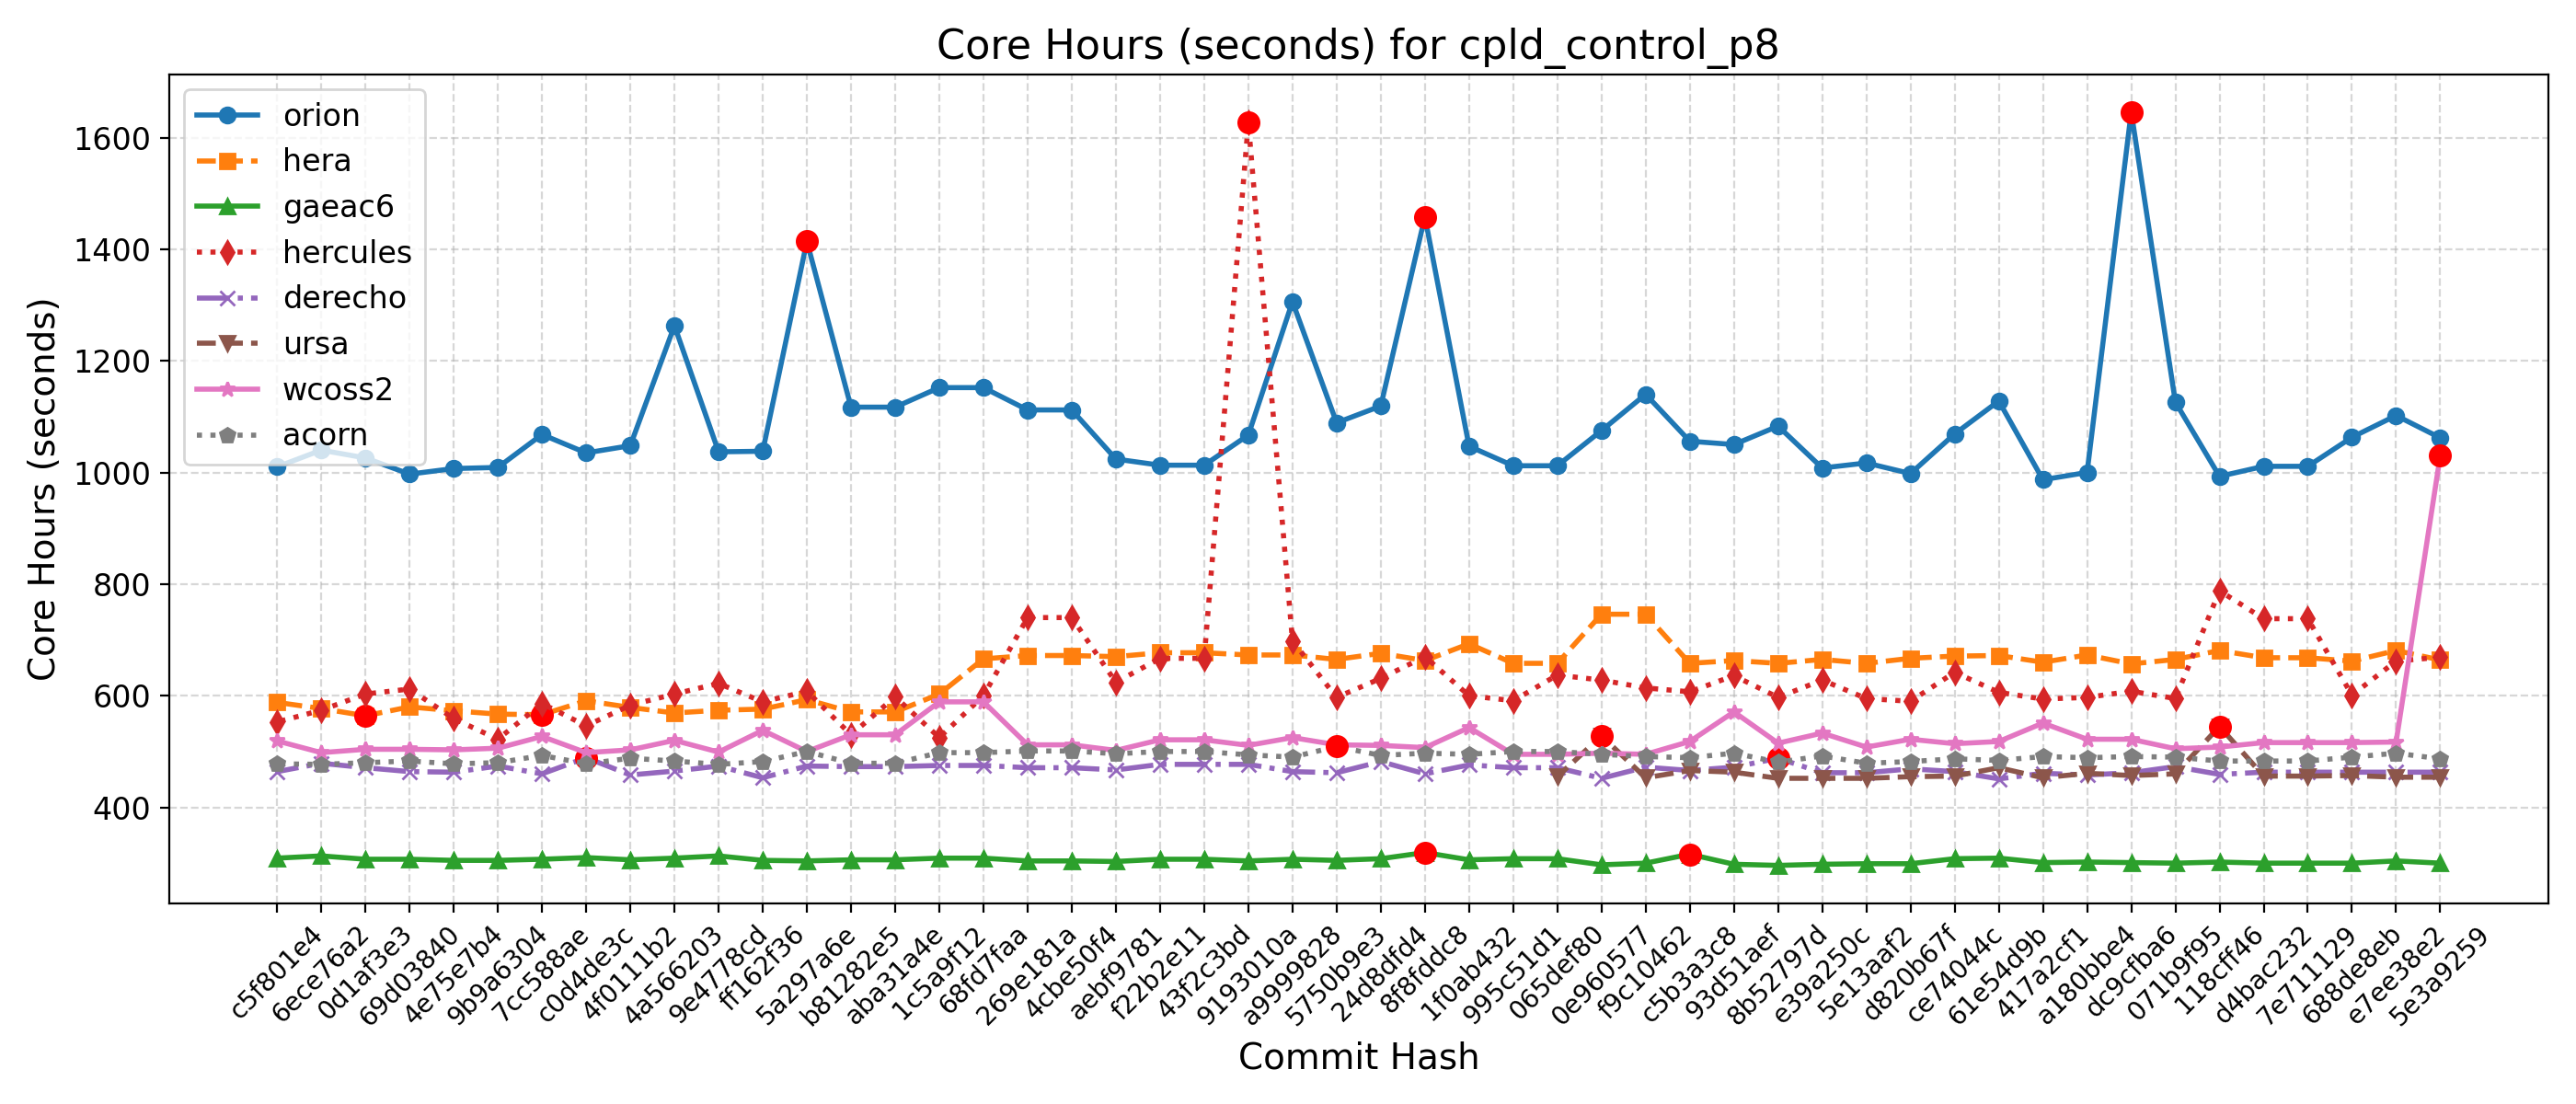 Core Hours (seconds) for cpld_control_p8
Core Hours (seconds)
1600
1400
1200
1000
800
600
400
orion
hera
gaeac6
hercules
derecho
ursa
wcoss2
acorn
c5f801e4
6ece76a2
0d1af3e3
69d03840
4e75e7b4
9b9a6304
7cc588ae
c0d4de3c
4f0111b2
4a566203
9e4778cd
ff162f36
5a297a6e
b81282e5
aba31a4e
1c5a9f12
68fd7faa
269e181a
4cbe50f4
aebf9781
f22b2e11
43f2c3bd
9193010a
a9999828
5750b9e3
24d8dfd4
8f8fddc8
1f0ab432
995c51d1
065def80
0e960577
f9c10462
c5b3a3c8
93d51aef
8b52797d
e39a250c
5e13aaf2
d820b67f
ce74044c
61e54d9b
417a2cf1
a180bbe4
dc9cfba6
071b9f95
118cff46
d4bac232
7e711129
688de8eb
e7ee38e2
5e3a9259
Commit Hash